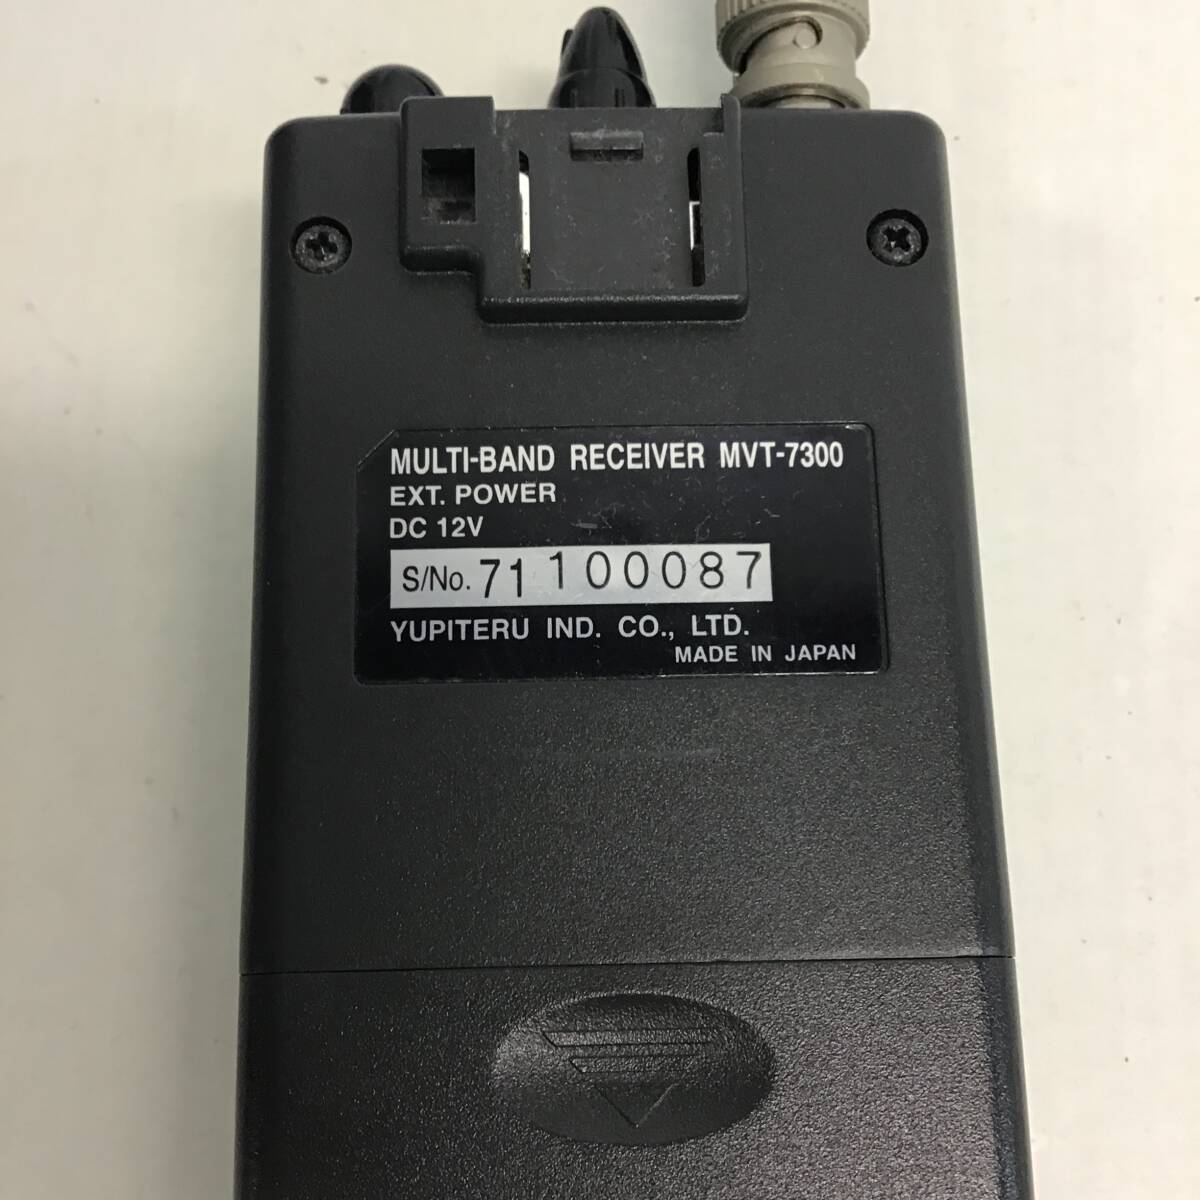 MULTI-BAND RECEIVER MVT-7300
EXT. POWER
DC 12V
S/No. 71 100087
YUPITERU IND. CO., LTD.
MADE IN JAPAN